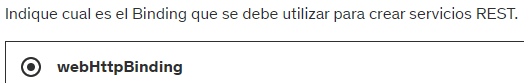 Indique cual es el Binding que se debe utilizar para crear servicios REST.
webHttpBinding